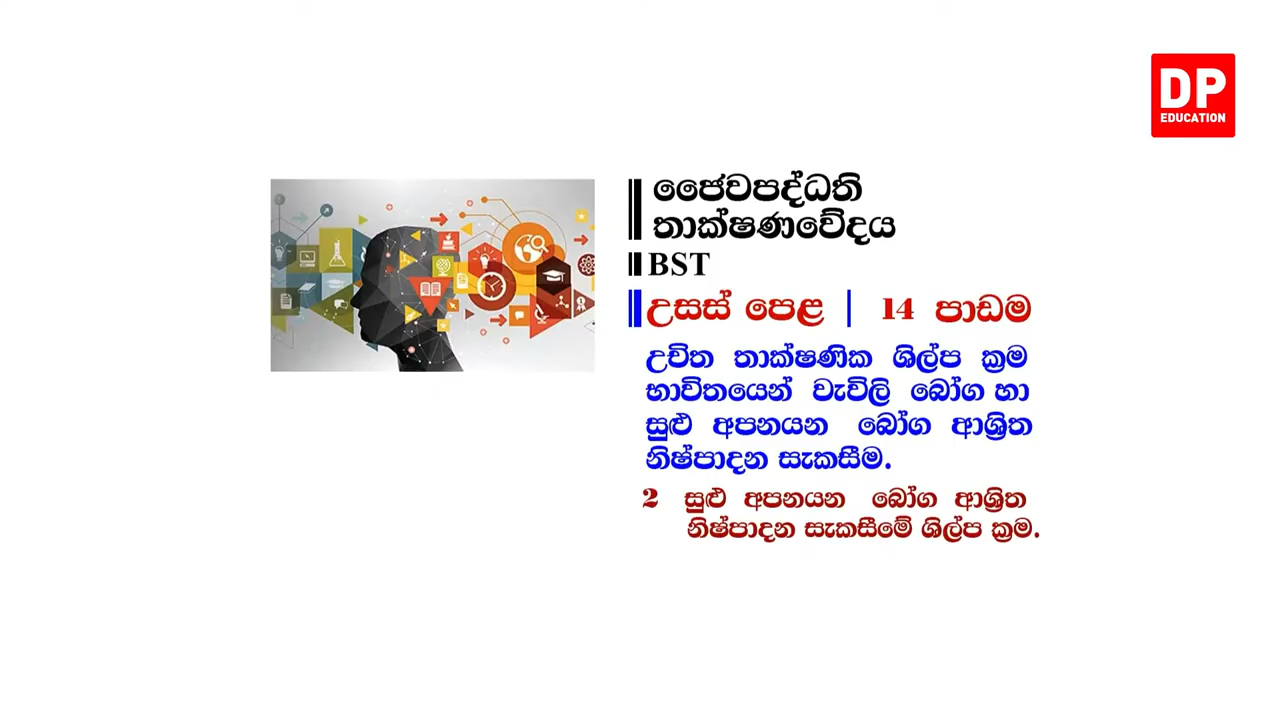 DP
EDUCATION
ජෛවපද්ධති
තාක්ෂණවේදය
BST
උසස් පෙළ | 14 පාඩම
උචිත තාක්ෂණික ශිල්ප ක්‍රම
භාවිතයෙන් වැවිලි බෝග හා
සුළු අපනයන බෝග ආශ්‍රිත
නිෂ්පාදන සැකසීම.
2 සුළු අපනයන බෝග ආශ්‍රිත
නිෂ්පාදන සැකසීමේ ශිල්ප ක්‍රම.